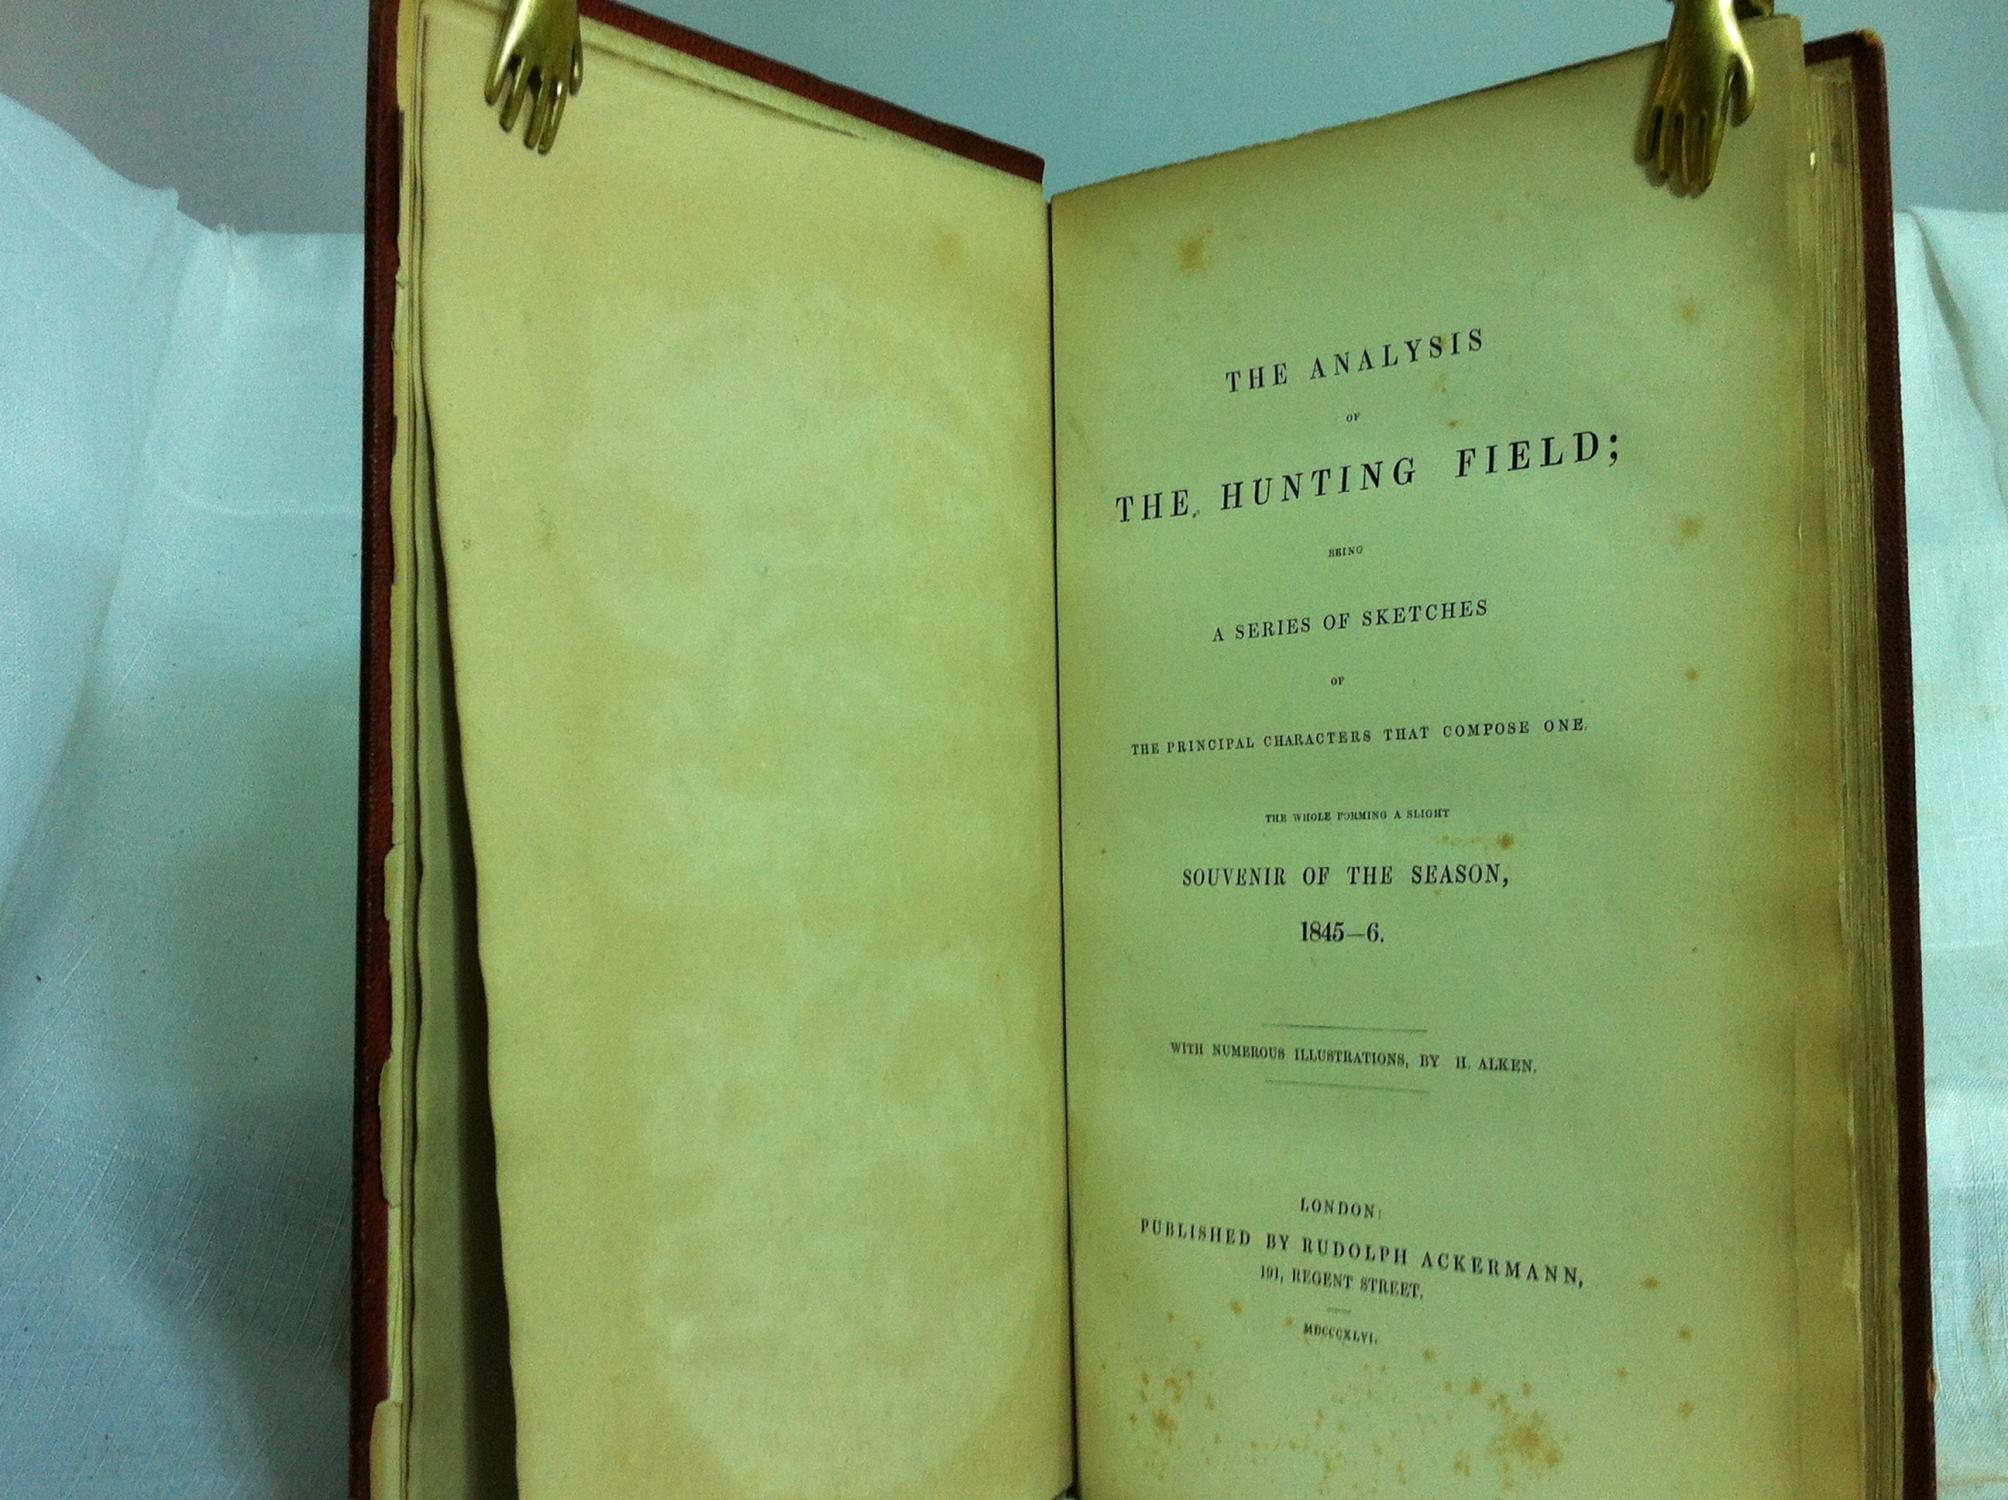 THE ANALYSIS
OF
THE HUNTING FIELD;
BEING
A SERIES OF SKETCHES
OF
THE PRINCIPAL CHARACTERS THAT COMPOSE ONE.
THE WHOLE FORMING A SLIGHT
SOUVENIR OF THE SEASON,
1845—6.
WITH NUMEROUS ILLUSTRATIONS, BY H. ALKEN.
LONDON:
PUBLISHED BY RUDOLPH ACKERMANN,
191, REGENT STREET.
MDCCCXLVI.